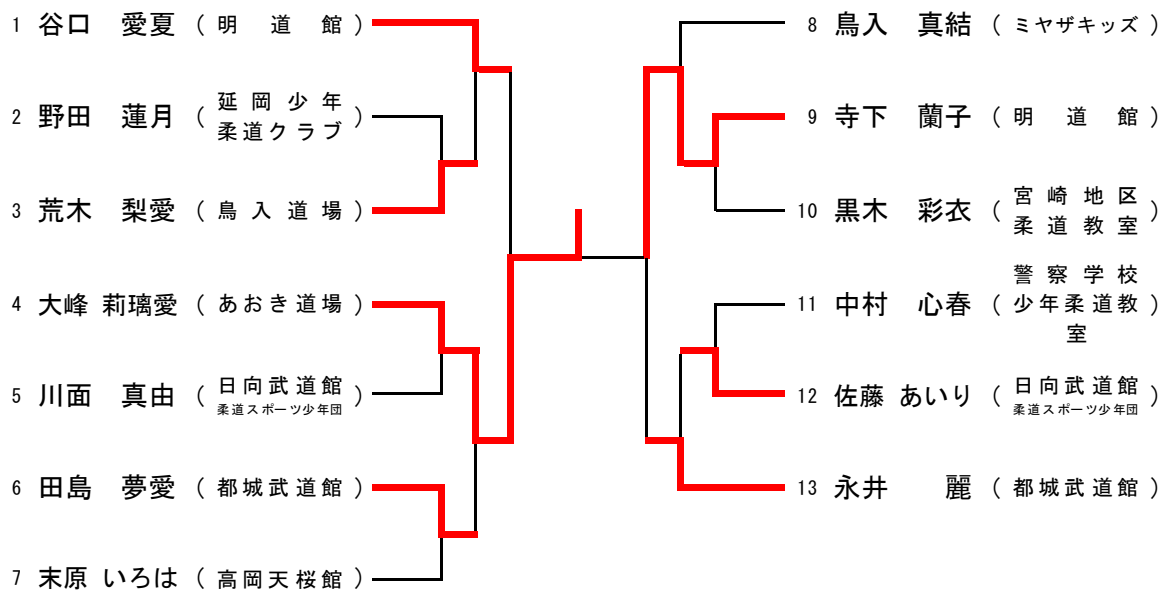 1 谷口 愛夏 ( 明道館 )
2 野田 蓮月 ( 延岡少年
柔道クラブ )
3 荒木 梨愛 ( 鳥入道場 )
4 大峰 莉璃愛 ( あおき道場 )
5 川面 真由 ( 日向武道館
柔道スポーツ少年団 )
6 田島 夢愛 ( 都城武道館 )
7 末原 いろは ( 高岡天桜館 )
8 鳥入 真結 ( ミヤザキッズ )
9 寺下 蘭子 ( 明道館 )
10 黒木 彩衣 ( 宮崎地区
柔道教室 )
11 中村 心春 ( 警察学校
少年柔道教
室 )
12 佐藤 あいり ( 日向武道館
柔道スポーツ少年団 )
13 永井 麗 ( 都城武道館 )